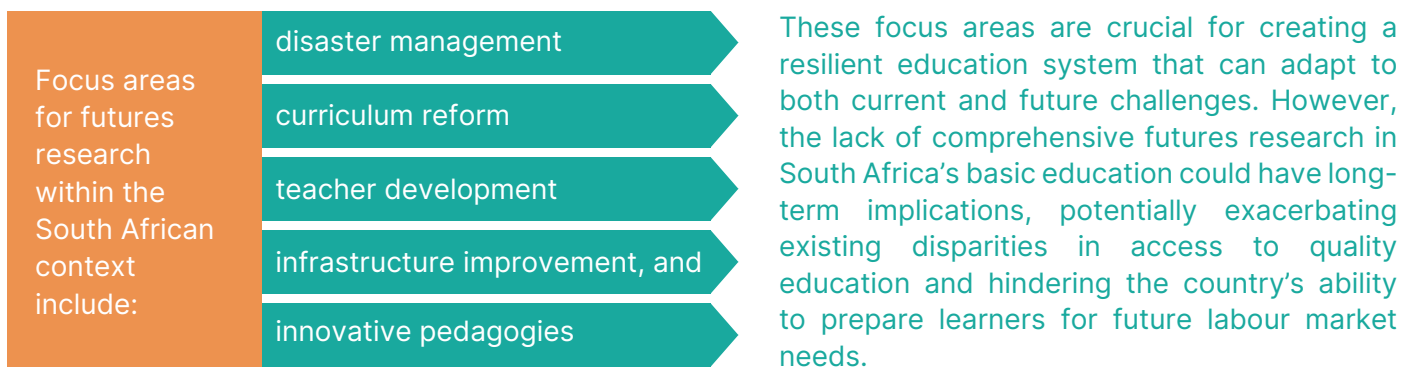 Focus areas
for futures
research
within the
South African
context
include:
disaster management
curriculum reform
teacher development
infrastructure improvement, and
innovative pedagogies
These focus areas are crucial for creating a
resilient education system that can adapt to
both current and future challenges. However,
the lack of comprehensive futures research in
South Africa’s basic education could have long-
term implications, potentially exacerbating
existing disparities in access to quality
education and hindering the country’s ability
to prepare learners for future labour market
needs.